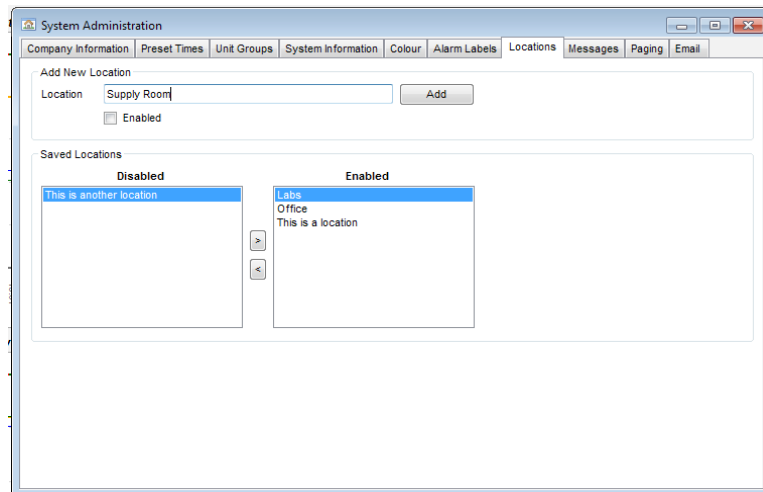 System Administration
Company Information Preset Times Unit Groups System Information Colour Alarm Labels Locations Messages Paging Email
Add New Location
Location Supply Room Add
Enabled
Saved Locations
Disabled Enabled
This is another location Labs
Office
This is a location
>
<